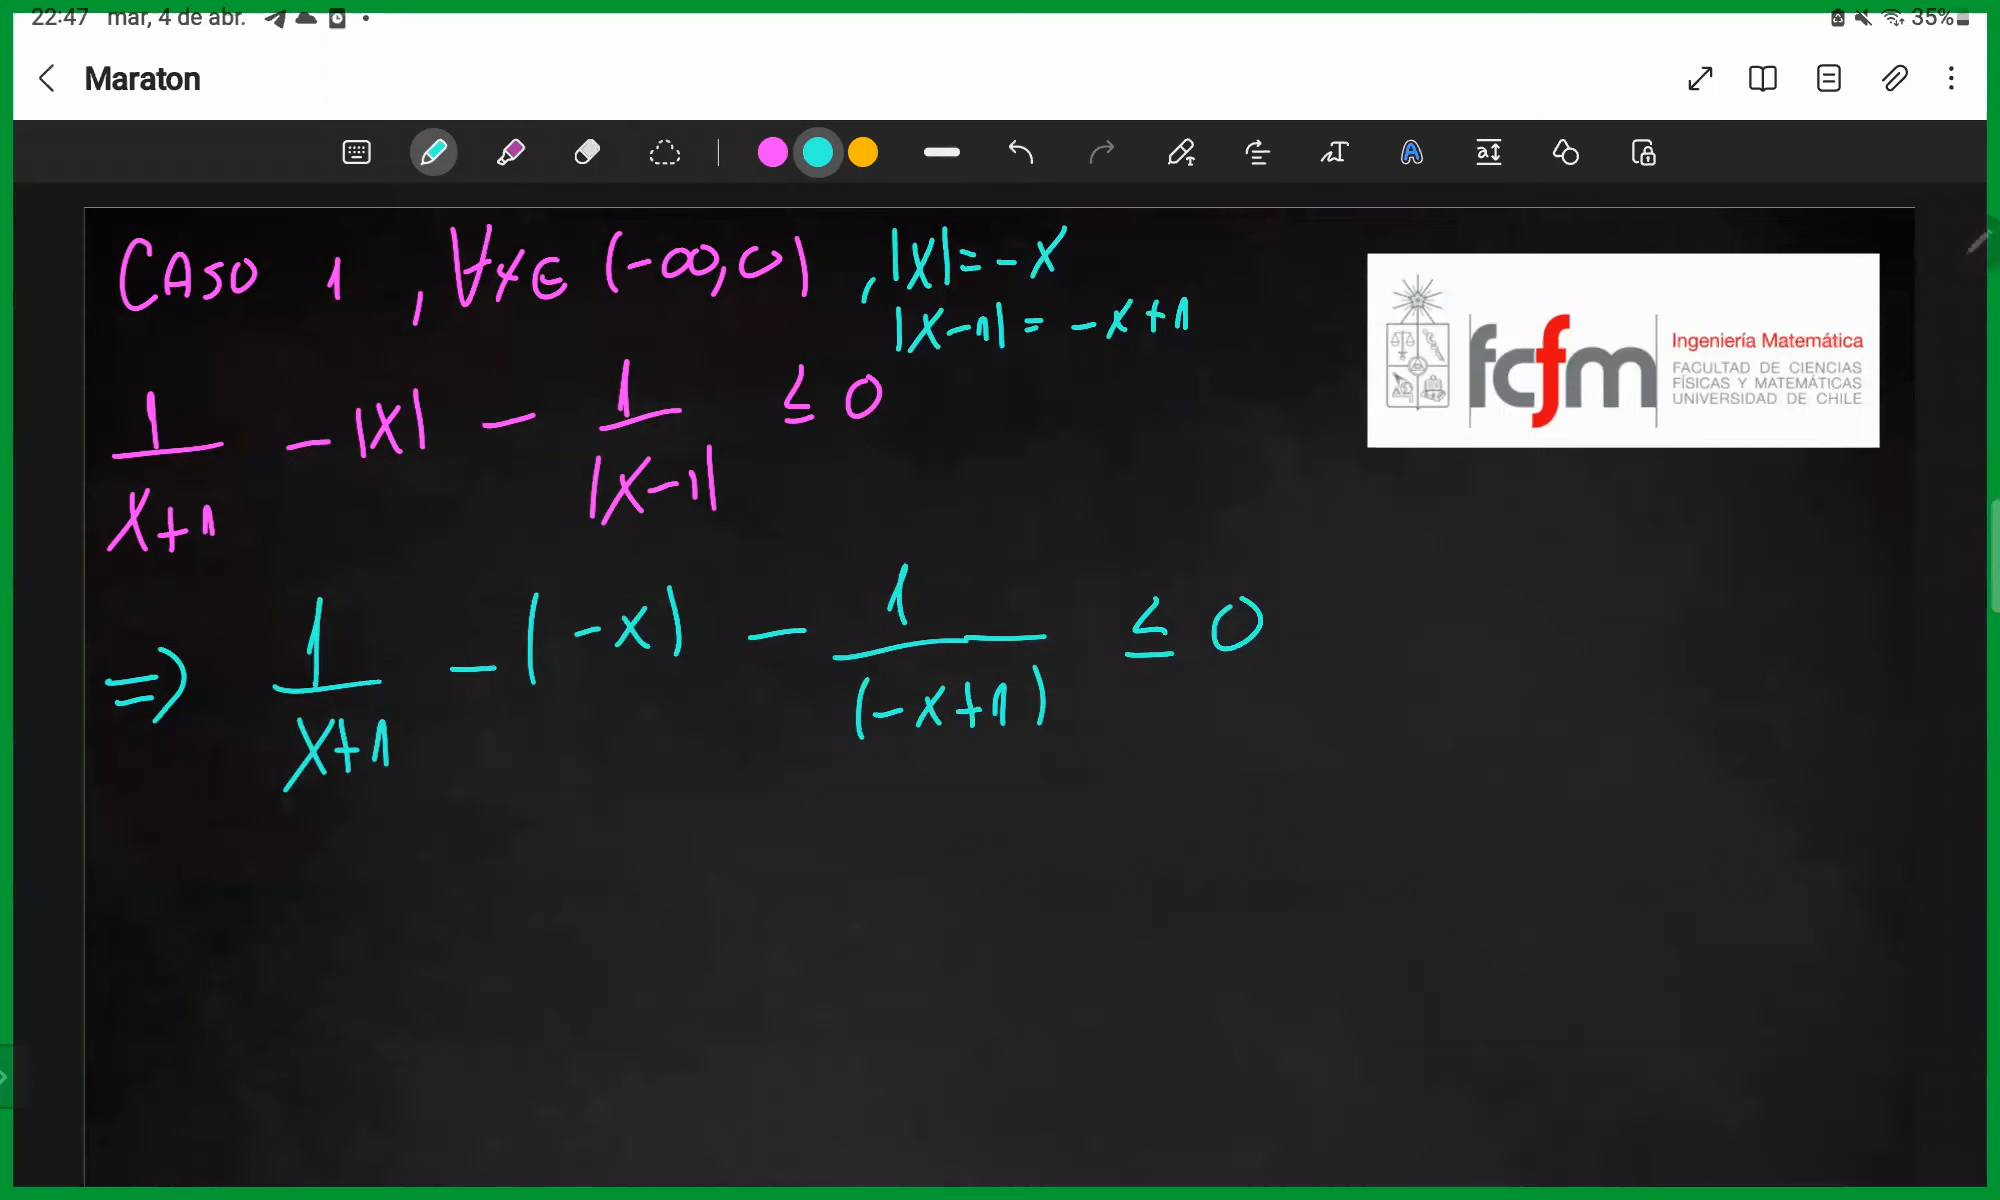 22:47 mar, 4 de abr.
35%
Maraton
CASO 1 , ∀x∈ (-∞,0) , |x| = -x
|x-1| = -x+1
1/(x+1) - |x| - 1/|x-1| ≤ 0
⇒ 1/(x+1) - (-x) - 1/(-x+1) ≤ 0
fcfm
Ingeniería Matemática
FACULTAD DE CIENCIAS
FÍSICAS Y MATEMÁTICAS
UNIVERSIDAD DE CHILE